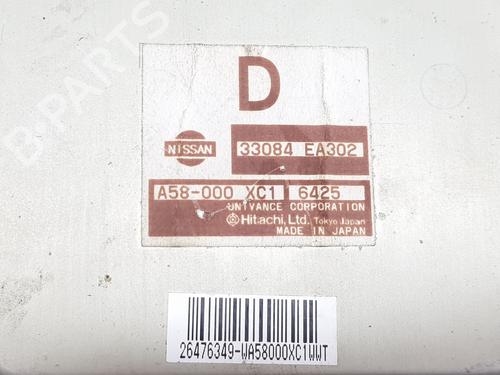 B-PARTS
D
NISSAN
33084 EA302
A58-000 XC1 6425
UNIVANCE CORPORATION
Hitachi, Ltd. Tokyo Japan
MADE IN JAPAN
26476349-WA58000XC1WWT